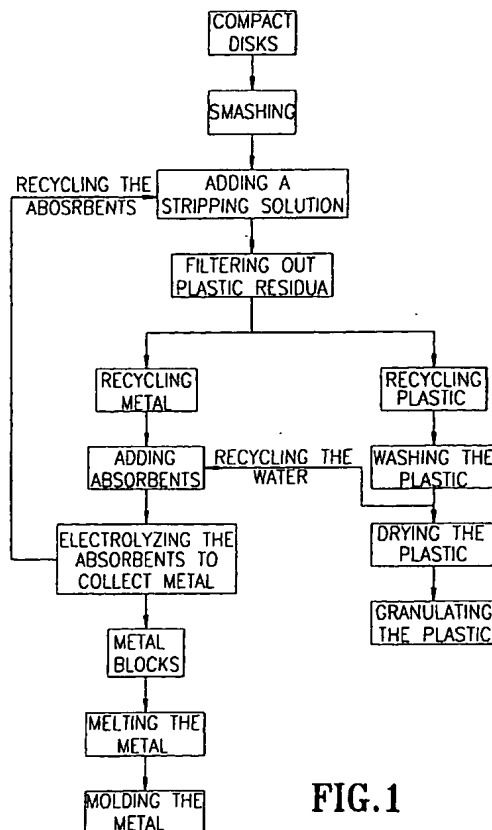 COMPACT
DISKS
SMASHING
RECYCLING THE
ABOSRBENTS
ADDING A
STRIPPING SOLUTION
FILTERING OUT
PLASTIC RESIDUA
RECYCLING
METAL
RECYCLING
PLASTIC
ADDING
ABSORBENTS
RECYCLING THE
WATER
WASHING THE
PLASTIC
ELECTROLYZING THE
ABSORBENTS TO
COLLECT METAL
DRYING THE
PLASTIC
GRANULATING
THE PLASTIC
METAL
BLOCKS
MELTING THE
METAL
MOLDING THE
METAL
FIG.1